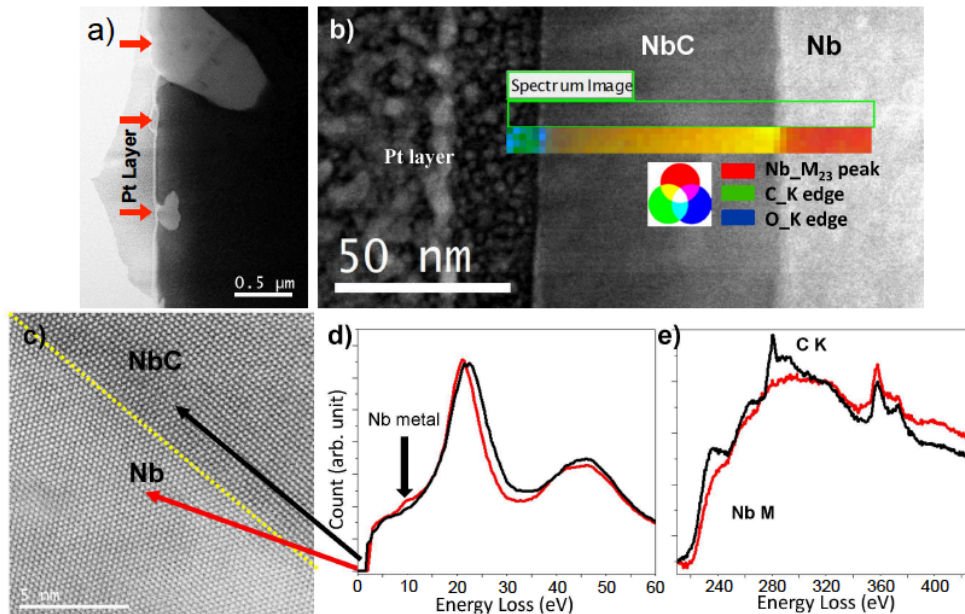 a)
Pt Layer
0.5 µm
b)
NbC
Nb
Spectrum Image
Pt layer
Nb_M23 peak
C_K edge
O_K edge
50 nm
c)
NbC
Nb
5 nm
d)
Nb metal
Count (arb. unit)
0 10 20 30 40 50 60
Energy Loss (eV)
e)
C K
Nb M
240 280 320 360 400
Energy Loss (eV)